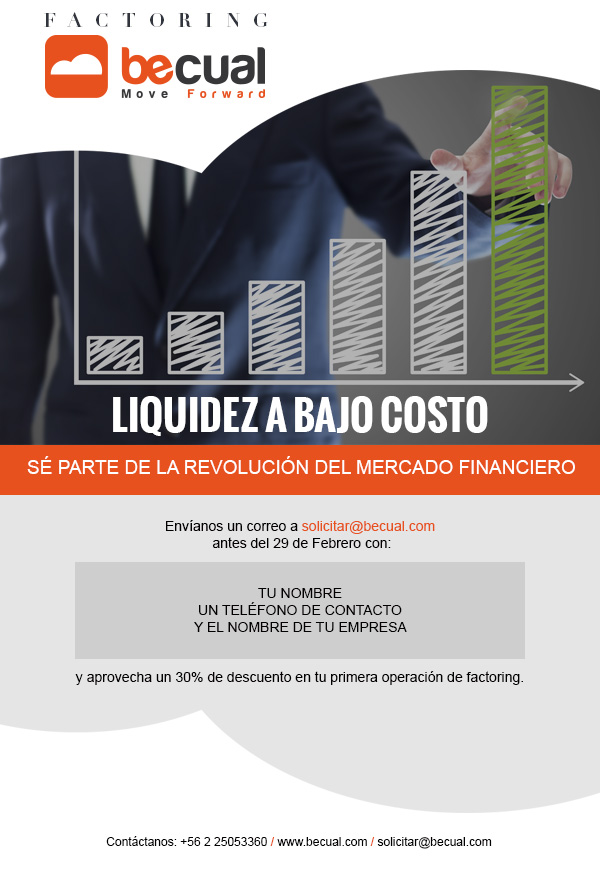 FACTORING
becual
Move Forward
LIQUIDEZ A BAJO COSTO
SÉ PARTE DE LA REVOLUCIÓN DEL MERCADO FINANCIERO
Envíanos un correo a solicitar@becual.com
antes del 29 de Febrero con:
TU NOMBRE
UN TELÉFONO DE CONTACTO
Y EL NOMBRE DE TU EMPRESA
y aprovecha un 30% de descuento en tu primera operación de factoring.
Contáctanos: +56 2 25053360 / www.becual.com / solicitar@becual.com